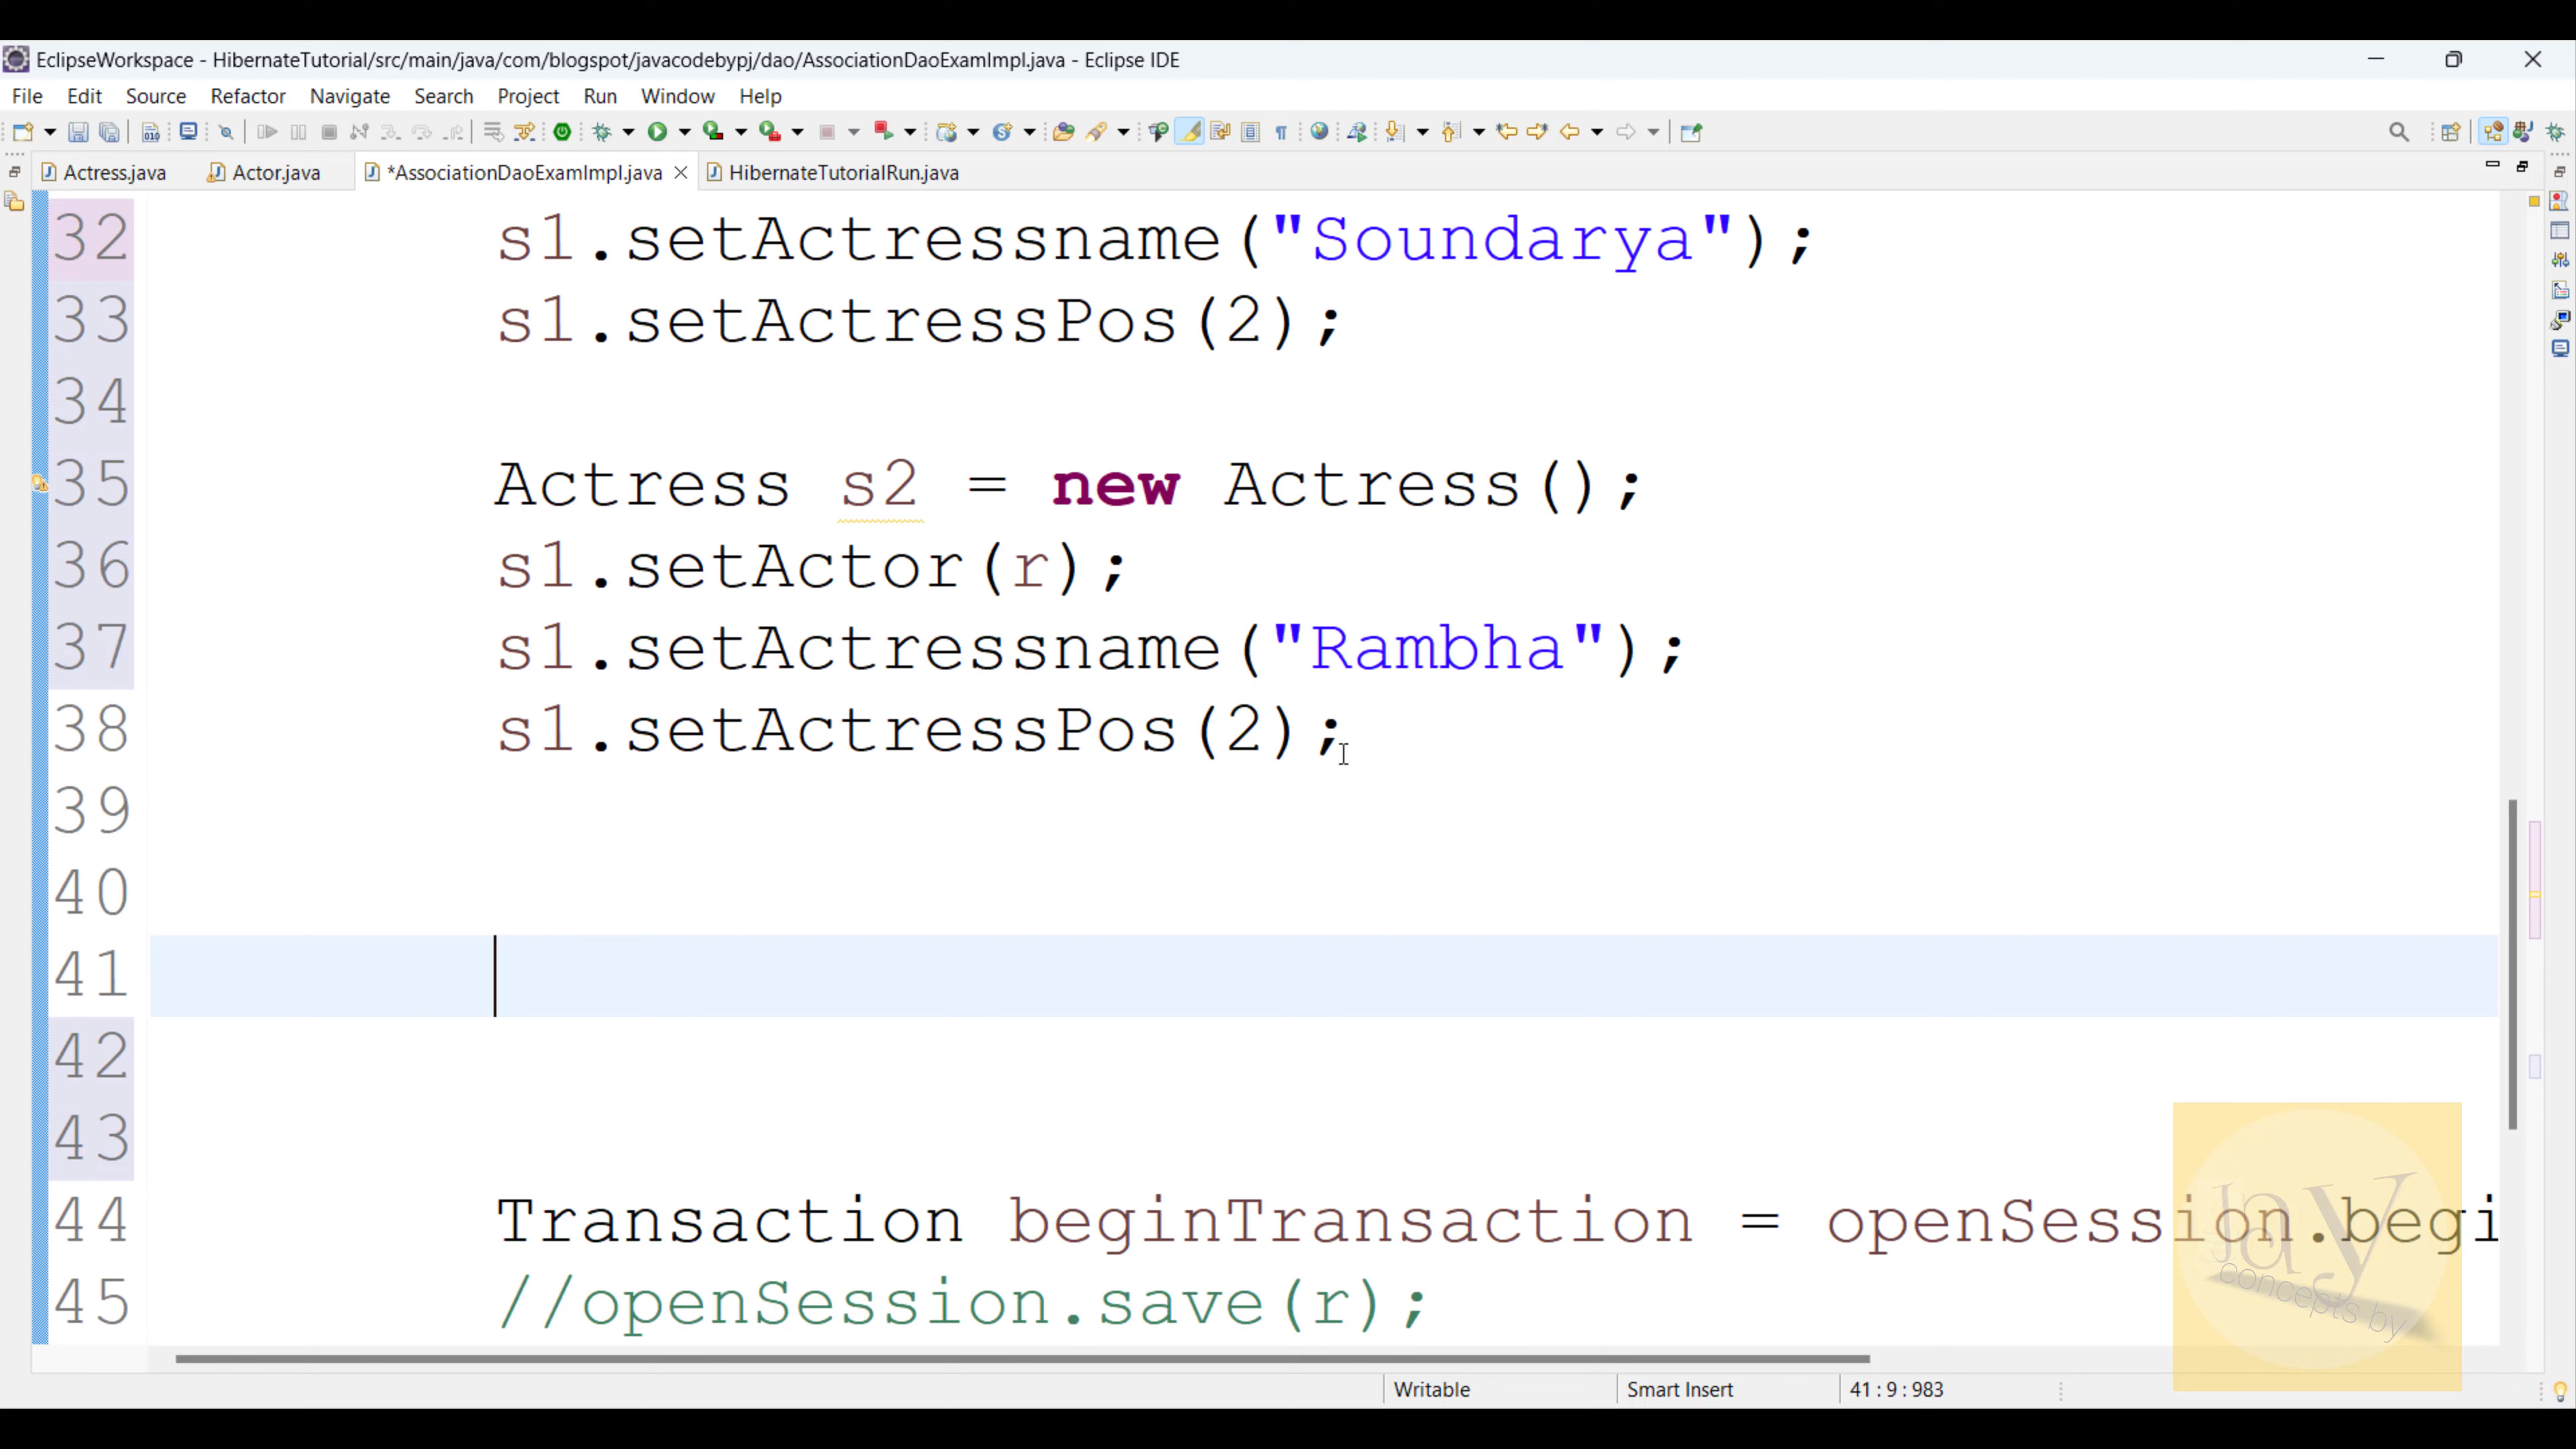 EclipseWorkspace - HibernateTutorial/src/main/java/com/blogspot/javacodebypj/dao/AssociationDaoExamImpl.java - Eclipse IDE
File Edit Source Refactor Navigate Search Project Run Window Help
Actress.java Actor.java *AssociationDaoExamImpl.java HibernateTutorialRun.java
32 s1.setActressname("Soundarya");
33 s1.setActressPos(2);
34
35 Actress s2 = new Actress();
36 s1.setActor(r);
37 s1.setActressname("Rambha");
38 s1.setActressPos(2);
39
40
41
42
43
44 Transaction beginTransaction = openSession.begi
45 //openSession.save(r);
Jay
concepts by
Writable Smart Insert 41 : 9 : 983